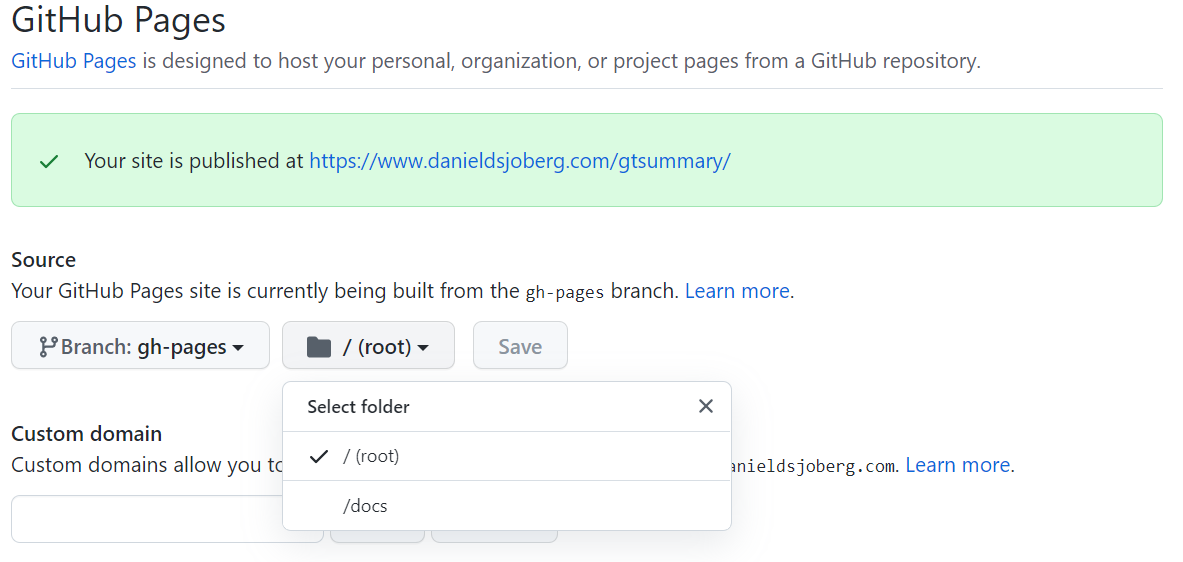 GitHub Pages
GitHub Pages is designed to host your personal, organization, or project pages from a GitHub repository.
Your site is published at https://www.danieldsjoberg.com/gtsummary/
Source
Your GitHub Pages site is currently being built from the gh-pages branch. Learn more.
Branch: gh-pages / (root) Save
Select folder
/ (root)
/docs
Custom domain
Custom domains allow you to anieldsjoberg.com. Learn more.